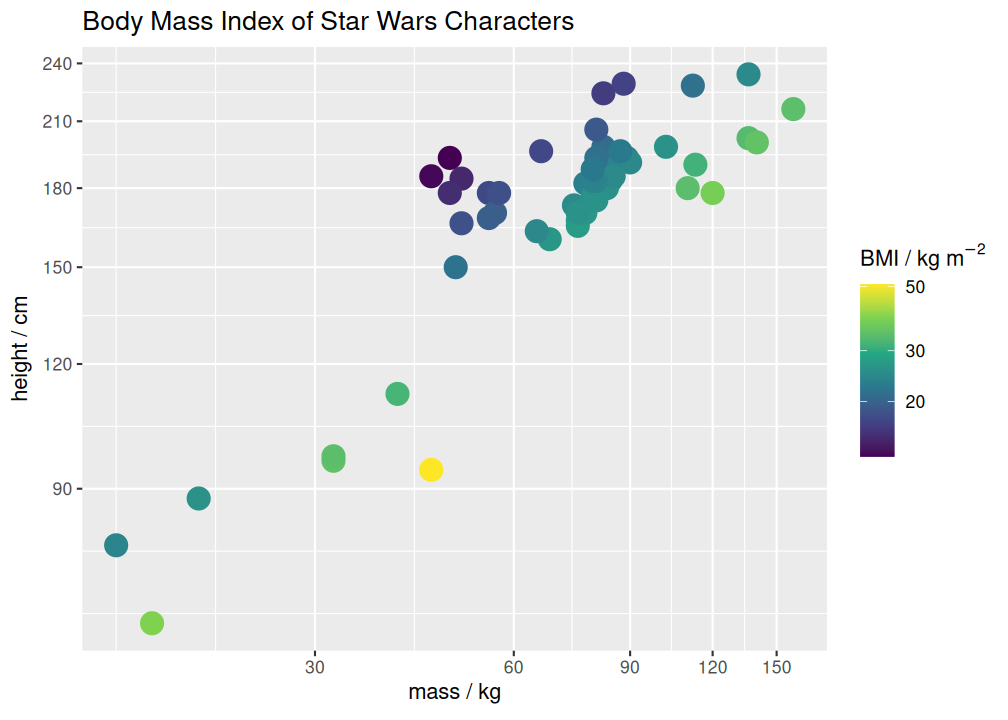 Body Mass Index of Star Wars Characters
240
210
180
150
120
90
height / cm
30 60 90 120 150
mass / kg
BMI / kg m⁻²
50
30
20